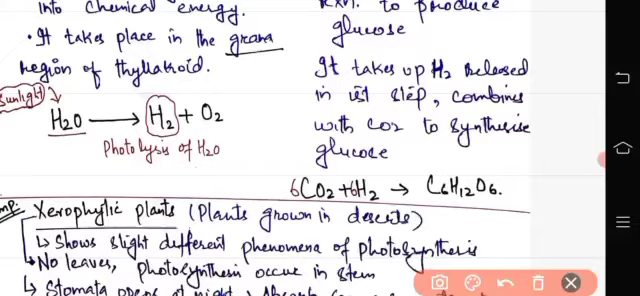 into chemical energy.
• It takes place in the grana
region of thyllakoid.
Sunlight
H2O → H2 + O2
Photolysis of H2O
rxn. to produce
glucose
It takes up H2 released
in 1st step, combines
with CO2 to synthesise
glucose
6CO2 + 6H2 → C6H12O6.
Imp: Xerophytic plants (Plants grown in deserts)
↳ Shows slight different phenomena of photosynthesis
↳ No leaves, photosynthesis occur in stem
↳ Stomata opens at night,